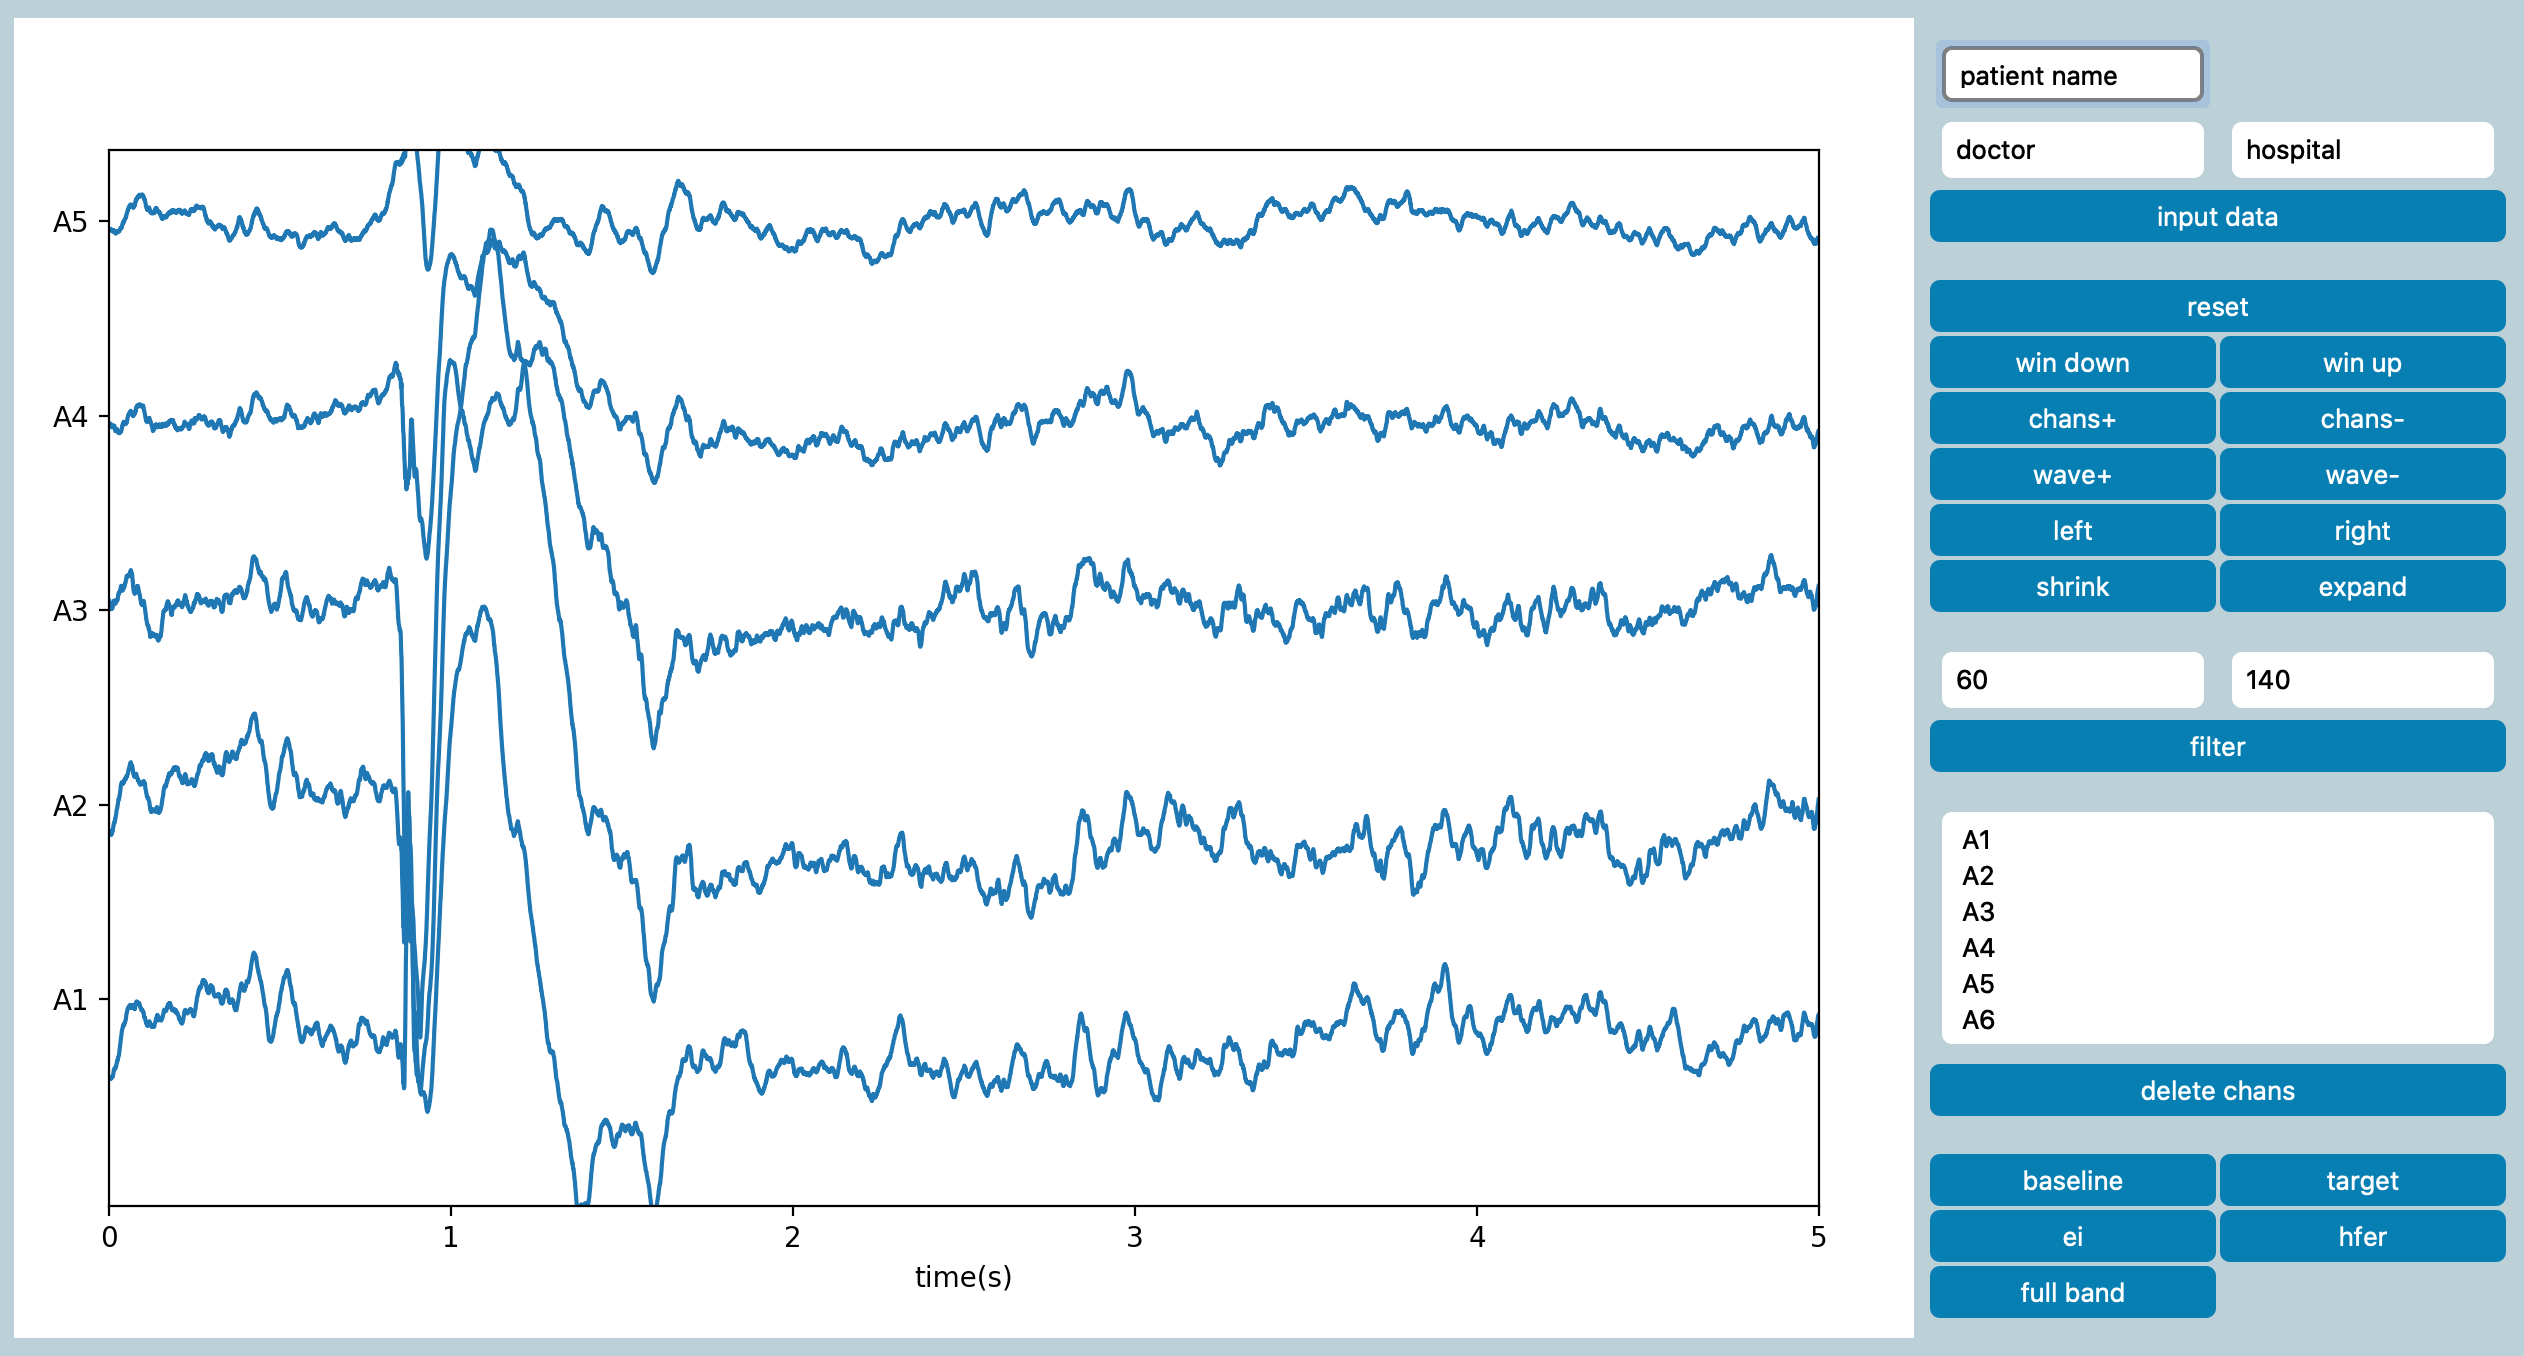 A5
A4
A3
A2
A1
0 1 2 3 4 5
time(s)
patient name
doctor hospital
input data
reset
win down win up
chans+ chans-
wave+ wave-
left right
shrink expand
60 140
filter
A1
A2
A3
A4
A5
A6
delete chans
baseline target
ei hfer
full band